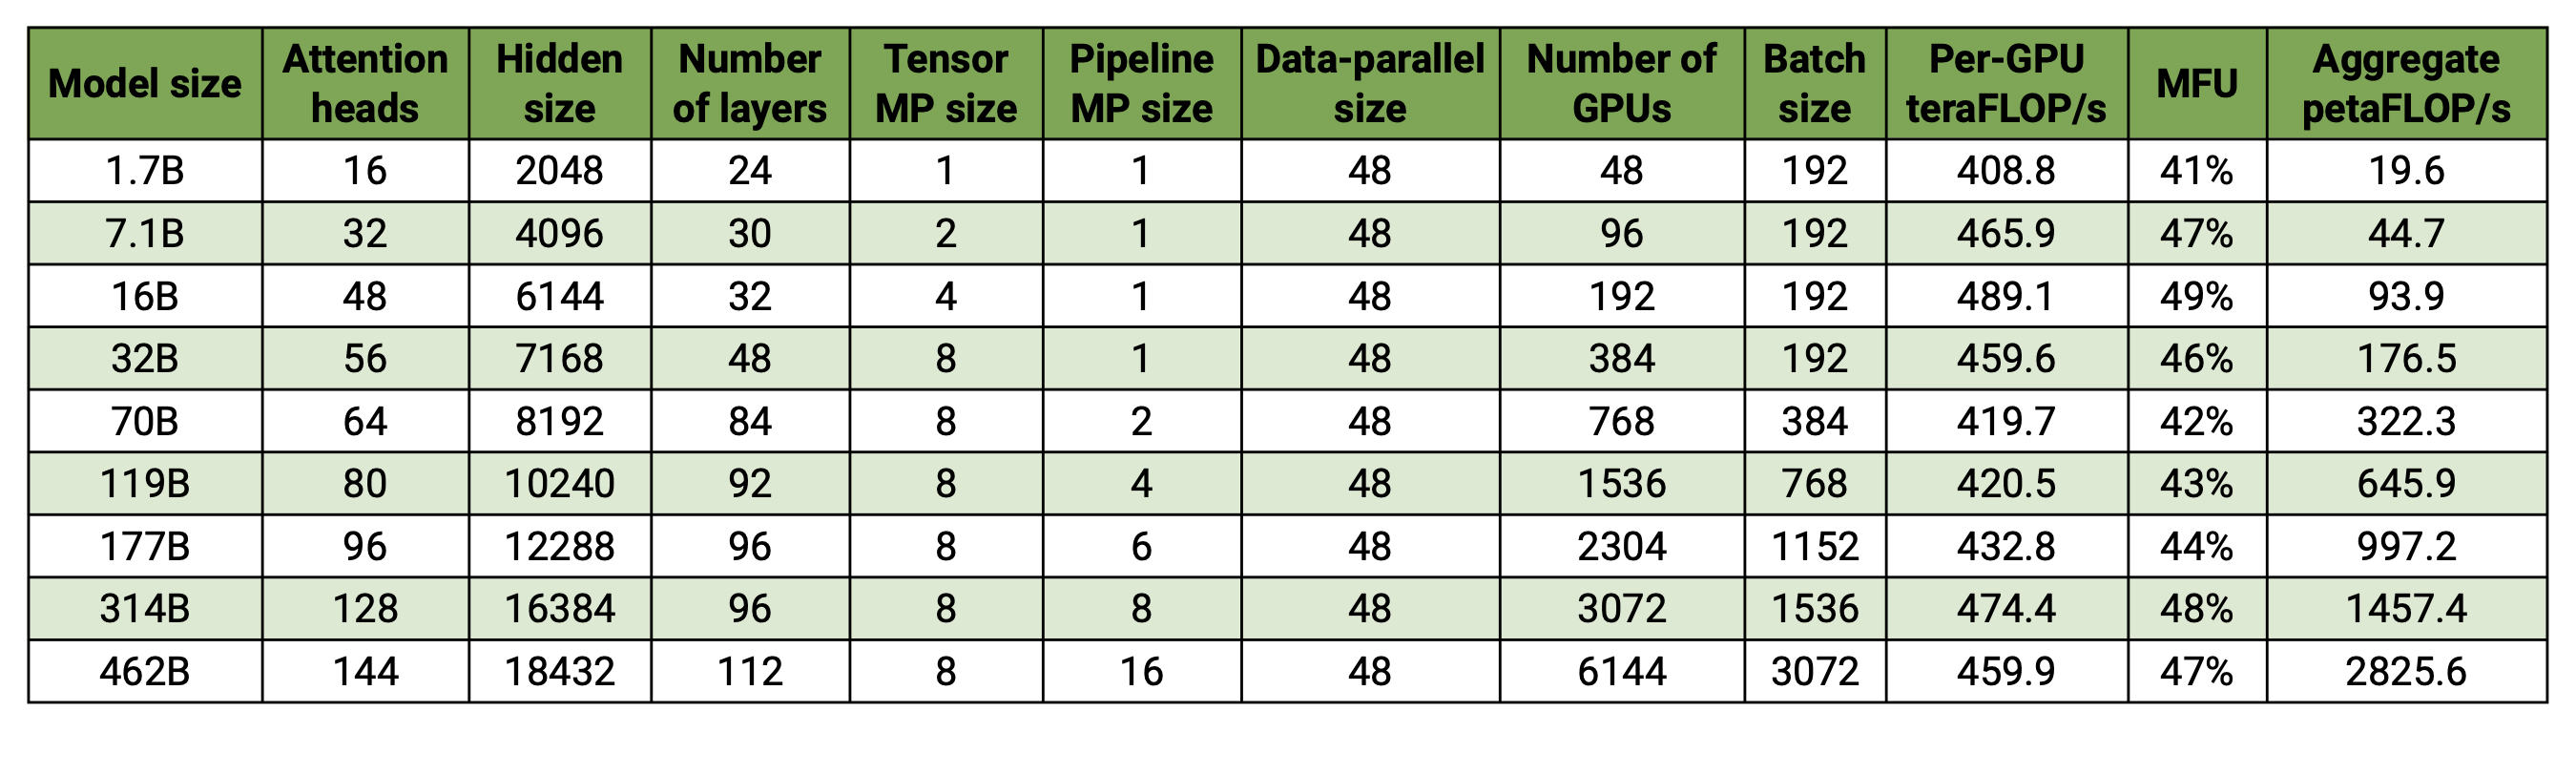 Model size Attention heads Hidden size Number of layers Tensor MP size Pipeline MP size Data-parallel size Number of GPUs Batch size Per-GPU teraFLOP/s MFU Aggregate petaFLOP/s
1.7B 16 2048 24 1 1 48 48 192 408.8 41% 19.6
7.1B 32 4096 30 2 1 48 96 192 465.9 47% 44.7
16B 48 6144 32 4 1 48 192 192 489.1 49% 93.9
32B 56 7168 48 8 1 48 384 192 459.6 46% 176.5
70B 64 8192 84 8 2 48 768 384 419.7 42% 322.3
119B 80 10240 92 8 4 48 1536 768 420.5 43% 645.9
177B 96 12288 96 8 6 48 2304 1152 432.8 44% 997.2
314B 128 16384 96 8 8 48 3072 1536 474.4 48% 1457.4
462B 144 18432 112 8 16 48 6144 3072 459.9 47% 2825.6